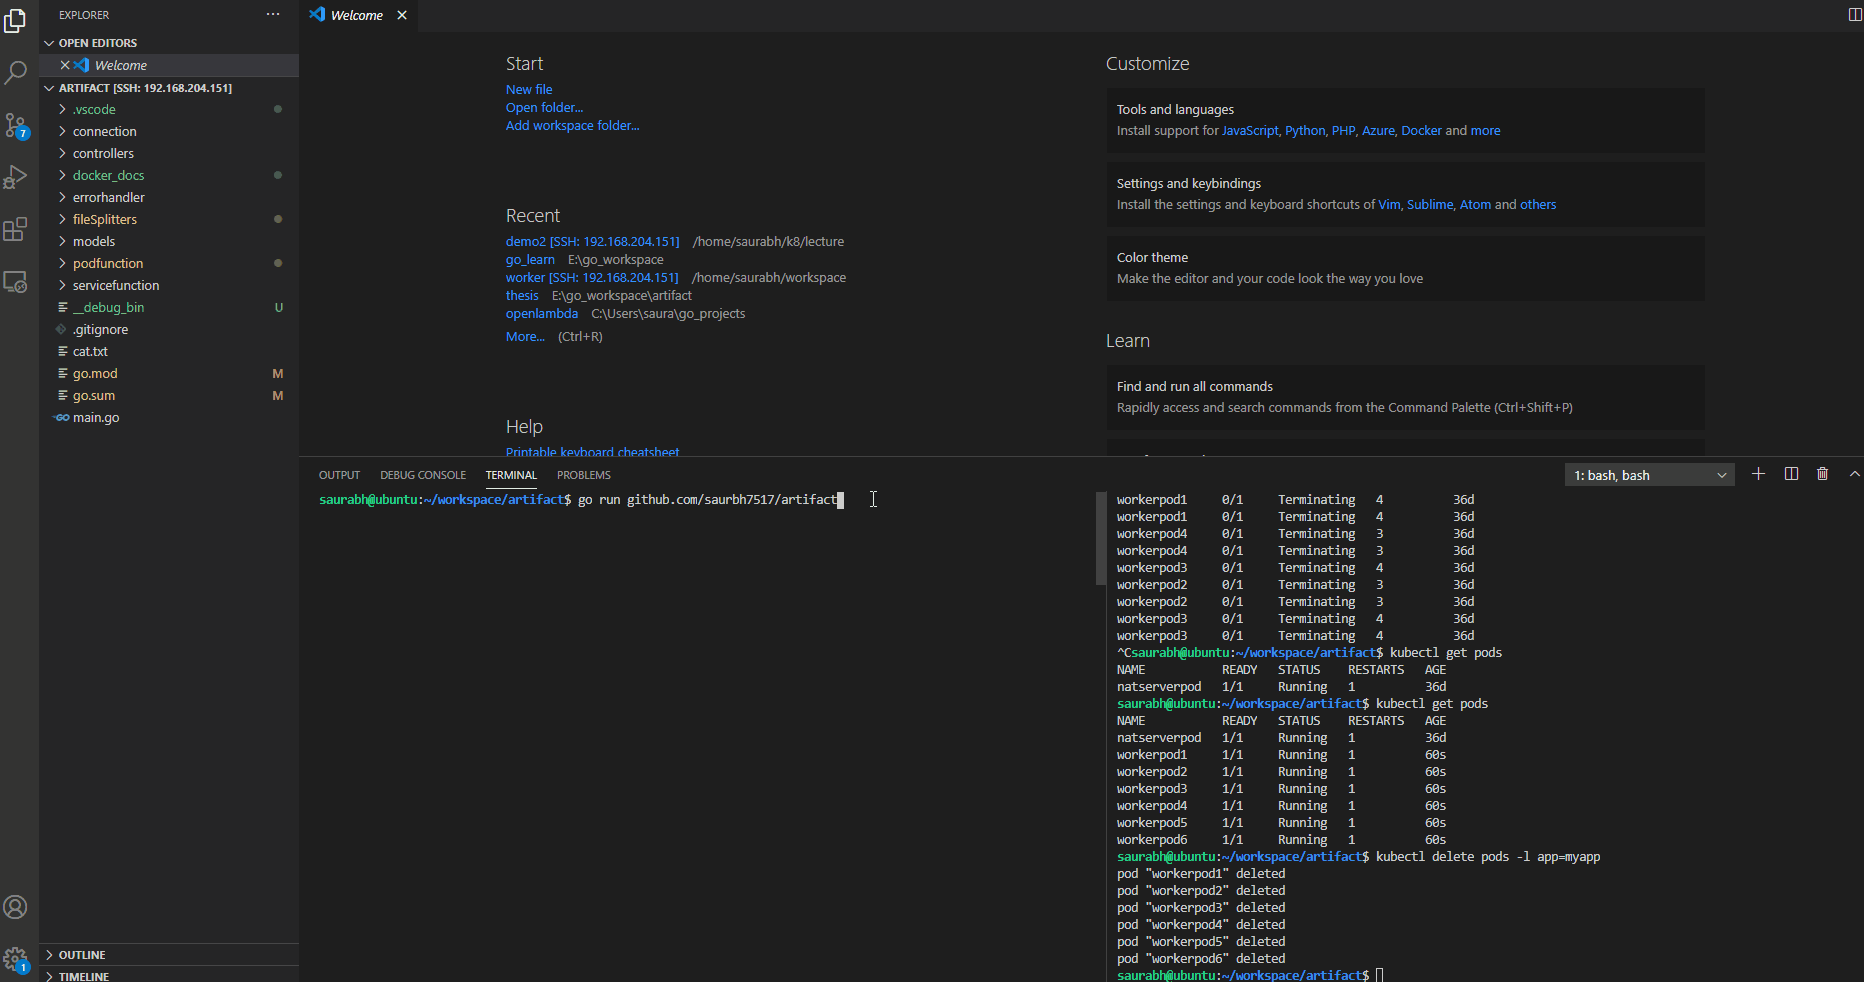 EXPLORER
OPEN EDITORS
Welcome
ARTIFACT [SSH: 192.168.204.151]
.vscode
connection
controllers
docker_docs
errorhandler
fileSplitters
models
podfunction
servicefunction
__debug_bin U
.gitignore
cat.txt
go.mod M
go.sum M
main.go
OUTLINE
TIMELINE
7
1
Welcome
Start
New file
Open folder...
Add workspace folder...
Recent
demo2 [SSH: 192.168.204.151] /home/saurabh/k8/lecture
go_learn E:\go_workspace
worker [SSH: 192.168.204.151] /home/saurabh/workspace
thesis E:\go_workspace\artifact
openlambda C:\Users\saura\go_projects
More... (Ctrl+R)
Help
Printable keyboard cheatsheet
Customize
Tools and languages
Install support for JavaScript, Python, PHP, Azure, Docker and more
Settings and keybindings
Install the settings and keyboard shortcuts of Vim, Sublime, Atom and others
Color theme
Make the editor and your code look the way you love
Learn
Find and run all commands
Rapidly access and search commands from the Command Palette (Ctrl+Shift+P)
OUTPUT DEBUG CONSOLE TERMINAL PROBLEMS
1: bash, bash
saurabh@ubuntu:~/workspace/artifact$ go run github.com/saurbh7517/artifact
workerpod1 0/1 Terminating 4 36d
workerpod1 0/1 Terminating 4 36d
workerpod4 0/1 Terminating 3 36d
workerpod4 0/1 Terminating 3 36d
workerpod3 0/1 Terminating 4 36d
workerpod2 0/1 Terminating 3 36d
workerpod2 0/1 Terminating 3 36d
workerpod3 0/1 Terminating 4 36d
workerpod3 0/1 Terminating 4 36d
^Csaurabh@ubuntu:~/workspace/artifact$ kubectl get pods
NAME READY STATUS RESTARTS AGE
natserverpod 1/1 Running 1 36d
saurabh@ubuntu:~/workspace/artifact$ kubectl get pods
NAME READY STATUS RESTARTS AGE
natserverpod 1/1 Running 1 36d
workerpod1 1/1 Running 1 60s
workerpod2 1/1 Running 1 60s
workerpod3 1/1 Running 1 60s
workerpod4 1/1 Running 1 60s
workerpod5 1/1 Running 1 60s
workerpod6 1/1 Running 1 60s
saurabh@ubuntu:~/workspace/artifact$ kubectl delete pods -l app=myapp
pod "workerpod1" deleted
pod "workerpod2" deleted
pod "workerpod3" deleted
pod "workerpod4" deleted
pod "workerpod5" deleted
pod "workerpod6" deleted
saurabh@ubuntu:~/workspace/artifact$